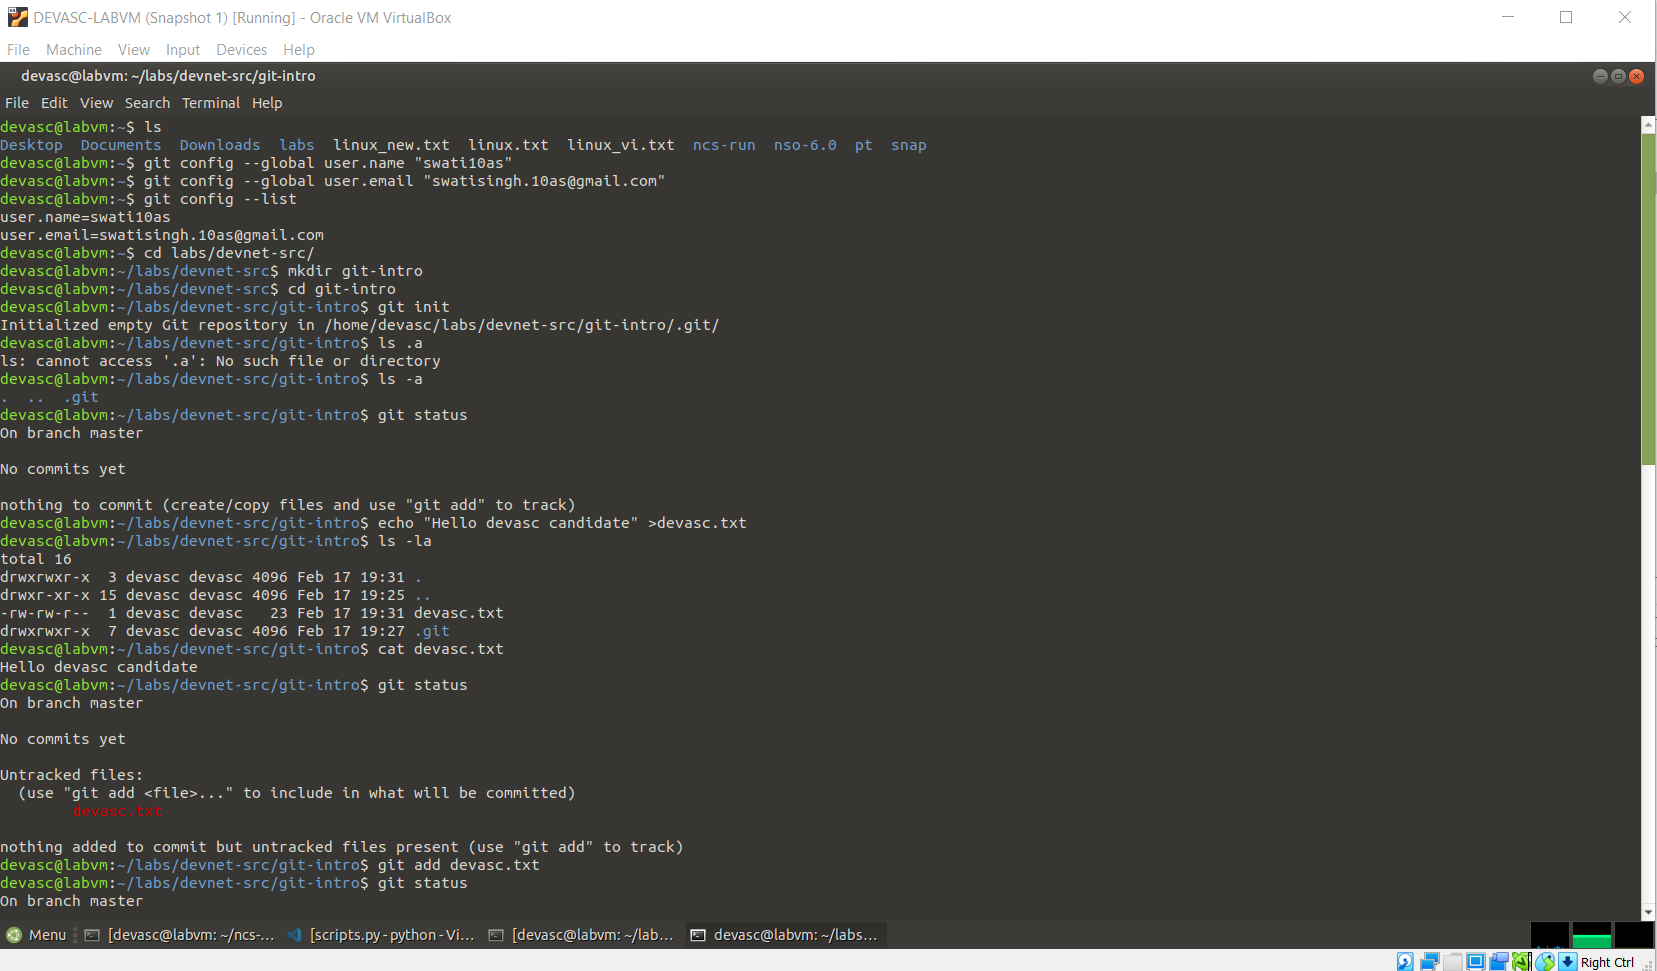 DEVASC-LABVM (Snapshot 1) [Running] - Oracle VM VirtualBox
File Machine View Input Devices Help
devasc@labvm: ~/labs/devnet-src/git-intro
File Edit View Search Terminal Help
devasc@labvm:~$ ls
Desktop  Documents  Downloads  labs  linux_new.txt  linux.txt  linux_vi.txt  ncs-run  nso-6.0  pt  snap
devasc@labvm:~$ git config --global user.name "swati10as"
devasc@labvm:~$ git config --global user.email "swatisingh.10as@gmail.com"
devasc@labvm:~$ git config --list
user.name=swati10as
user.email=swatisingh.10as@gmail.com
devasc@labvm:~$ cd labs/devnet-src/
devasc@labvm:~/labs/devnet-src$ mkdir git-intro
devasc@labvm:~/labs/devnet-src$ cd git-intro
devasc@labvm:~/labs/devnet-src/git-intro$ git init
Initialized empty Git repository in /home/devasc/labs/devnet-src/git-intro/.git/
devasc@labvm:~/labs/devnet-src/git-intro$ ls .a
ls: cannot access '.a': No such file or directory
devasc@labvm:~/labs/devnet-src/git-intro$ ls -a
.  ..  .git
devasc@labvm:~/labs/devnet-src/git-intro$ git status
On branch master
No commits yet
nothing to commit (create/copy files and use "git add" to track)
devasc@labvm:~/labs/devnet-src/git-intro$ echo "Hello devasc candidate" >devasc.txt
devasc@labvm:~/labs/devnet-src/git-intro$ ls -la
total 16
drwxrwxr-x  3 devasc devasc 4096 Feb 17 19:31 .
drwxr-xr-x 15 devasc devasc 4096 Feb 17 19:25 ..
-rw-rw-r--  1 devasc devasc   23 Feb 17 19:31 devasc.txt
drwxrwxr-x  7 devasc devasc 4096 Feb 17 19:27 .git
devasc@labvm:~/labs/devnet-src/git-intro$ cat devasc.txt
Hello devasc candidate
devasc@labvm:~/labs/devnet-src/git-intro$ git status
On branch master
No commits yet
Untracked files:
  (use "git add <file>..." to include in what will be committed)
        devasc.txt
nothing added to commit but untracked files present (use "git add" to track)
devasc@labvm:~/labs/devnet-src/git-intro$ git add devasc.txt
devasc@labvm:~/labs/devnet-src/git-intro$ git status
On branch master
Menu [devasc@labvm: ~/ncs-... [scripts.py - python - Vi... [devasc@labvm: ~/lab... devasc@labvm: ~/labs...
Right Ctrl